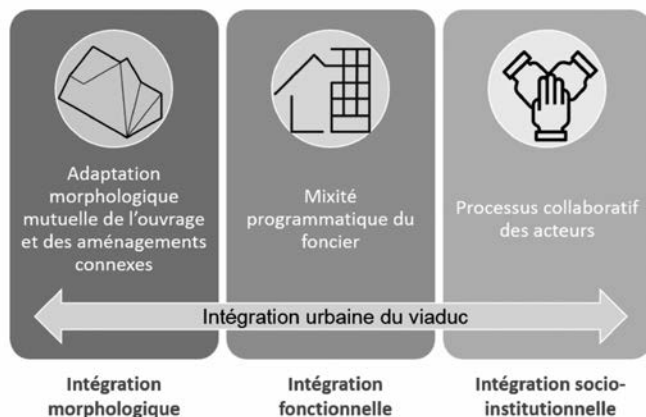 Adaptation
morphologique
mutuelle de l'ouvrage
et des aménagements
connexes
Mixité
programmatique du
foncier
Processus collaboratif
des acteurs
Intégration urbaine du viaduc
Intégration
morphologique
Intégration
fonctionnelle
Intégration socio-
institutionnelle